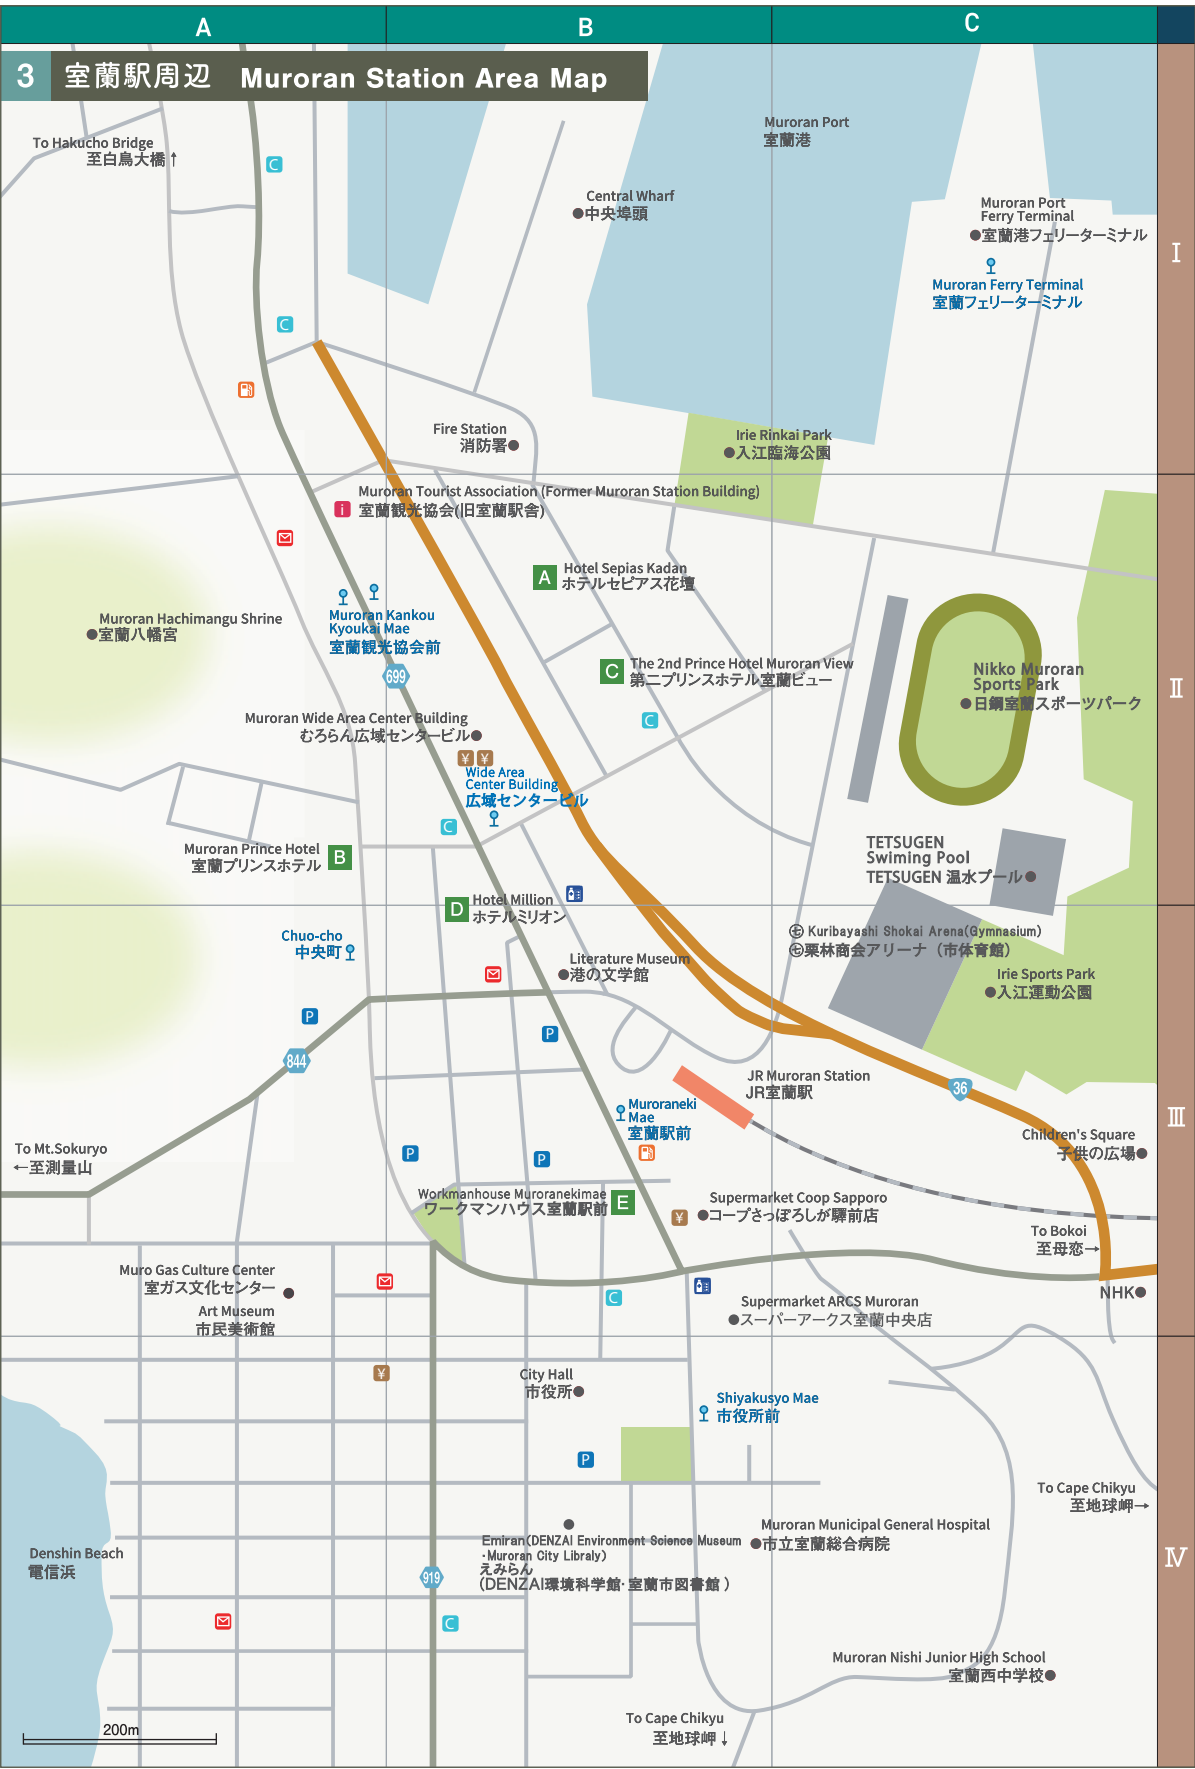 A
B
C
3 室蘭駅周辺 Muroran Station Area Map
To Hakucho Bridge
至白鳥大橋↑
C
Muroran Port
室蘭港
Central Wharf
中央埠頭
Muroran Port
Ferry Terminal
室蘭港フェリーターミナル
Muroran Ferry Terminal
室蘭フェリーターミナル
I
C
Fire Station
消防署
Irie Rinkai Park
入江臨海公園
Muroran Tourist Association (Former Muroran Station Building)
i 室蘭観光協会(旧室蘭駅舎)
A
Hotel Sepias Kadan
ホテルセピアス花壇
Muroran Hachimangu Shrine
室蘭八幡宮
Muroran Kankou
Kyoukai Mae
室蘭観光協会前
699
C
The 2nd Prince Hotel Muroran View
第二プリンスホテル室蘭ビュー
C
Nikko Muroran
Sports Park
日鋼室蘭スポーツパーク
II
Muroran Wide Area Center Building
むろらん広域センタービル
¥ ¥
Wide Area
Center Building
広域センタービル
C
Muroran Prince Hotel
室蘭プリンスホテル
B
TETSUGEN
Swiming Pool
TETSUGEN 温水プール
D
Hotel Million
ホテルミリオン
Chuo-cho
中央町
Kuribayashi Shokai Arena(Gymnasium)
栗林商会アリーナ（市体育館）
Literature Museum
港の文学館
Irie Sports Park
入江運動公園
P
P
844
JR Muroran Station
JR室蘭駅
36
Muroraneki
Mae
室蘭駅前
III
Children's Square
子供の広場
To Mt.Sokuryo
←至測量山
P
P
Workmanhouse Muroranekimae
ワークマンハウス室蘭駅前
E
Supermarket Coop Sapporo
¥ コープさっぽろしが驛前店
To Bokoi
至母恋→
Muro Gas Culture Center
室ガス文化センター
Art Museum
市民美術館
C
NHK
Supermarket ARCS Muroran
スーパーアークス室蘭中央店
¥
City Hall
市役所
Shiyakusyo Mae
市役所前
P
To Cape Chikyu
至地球岬→
Muroran Municipal General Hospital
市立室蘭総合病院
Emiran(DENZAI Environment Science Museum
・Muroran City Libraly)
えみらん
(DENZAI環境科学館・室蘭市図書館)
Denshin Beach
電信浜
919
IV
C
Muroran Nishi Junior High School
室蘭西中学校
To Cape Chikyu
至地球岬↓
200m